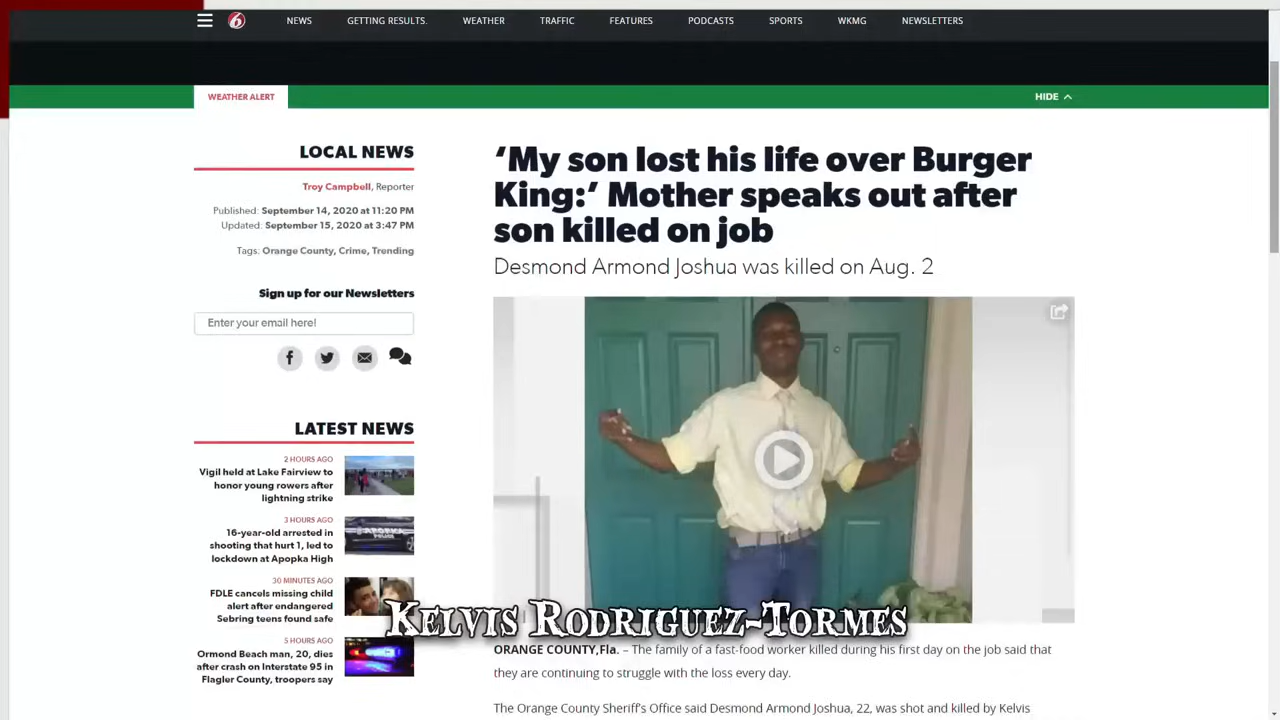 6
NEWS
GETTING RESULTS.
WEATHER
TRAFFIC
FEATURES
PODCASTS
SPORTS
WKMG
NEWSLETTERS
WEATHER ALERT
HIDE
LOCAL NEWS
Troy Campbell, Reporter
Published: September 14, 2020 at 11:20 PM
Updated: September 15, 2020 at 3:47 PM
Tags: Orange County, Crime, Trending
Sign up for our Newsletters
Enter your email here!
LATEST NEWS
2 HOURS AGO
Vigil held at Lake Fairview to
honor young rowers after
lightning strike
3 HOURS AGO
16-year-old arrested in
shooting that hurt 1, led to
lockdown at Apopka High
30 MINUTES AGO
FDLE cancels missing child
alert after endangered
Sebring teens found safe
5 HOURS AGO
Ormond Beach man, 20, dies
after crash on Interstate 95 in
Flagler County, troopers say
‘My son lost his life over Burger
King:’ Mother speaks out after
son killed on job
Desmond Armond Joshua was killed on Aug. 2
Kelvis Rodriguez-Tormes
ORANGE COUNTY,Fla. – The family of a fast-food worker killed during his first day on the job said that
they are continuing to struggle with the loss every day.
The Orange County Sheriff's Office said Desmond Armond Joshua, 22, was shot and killed by Kelvis